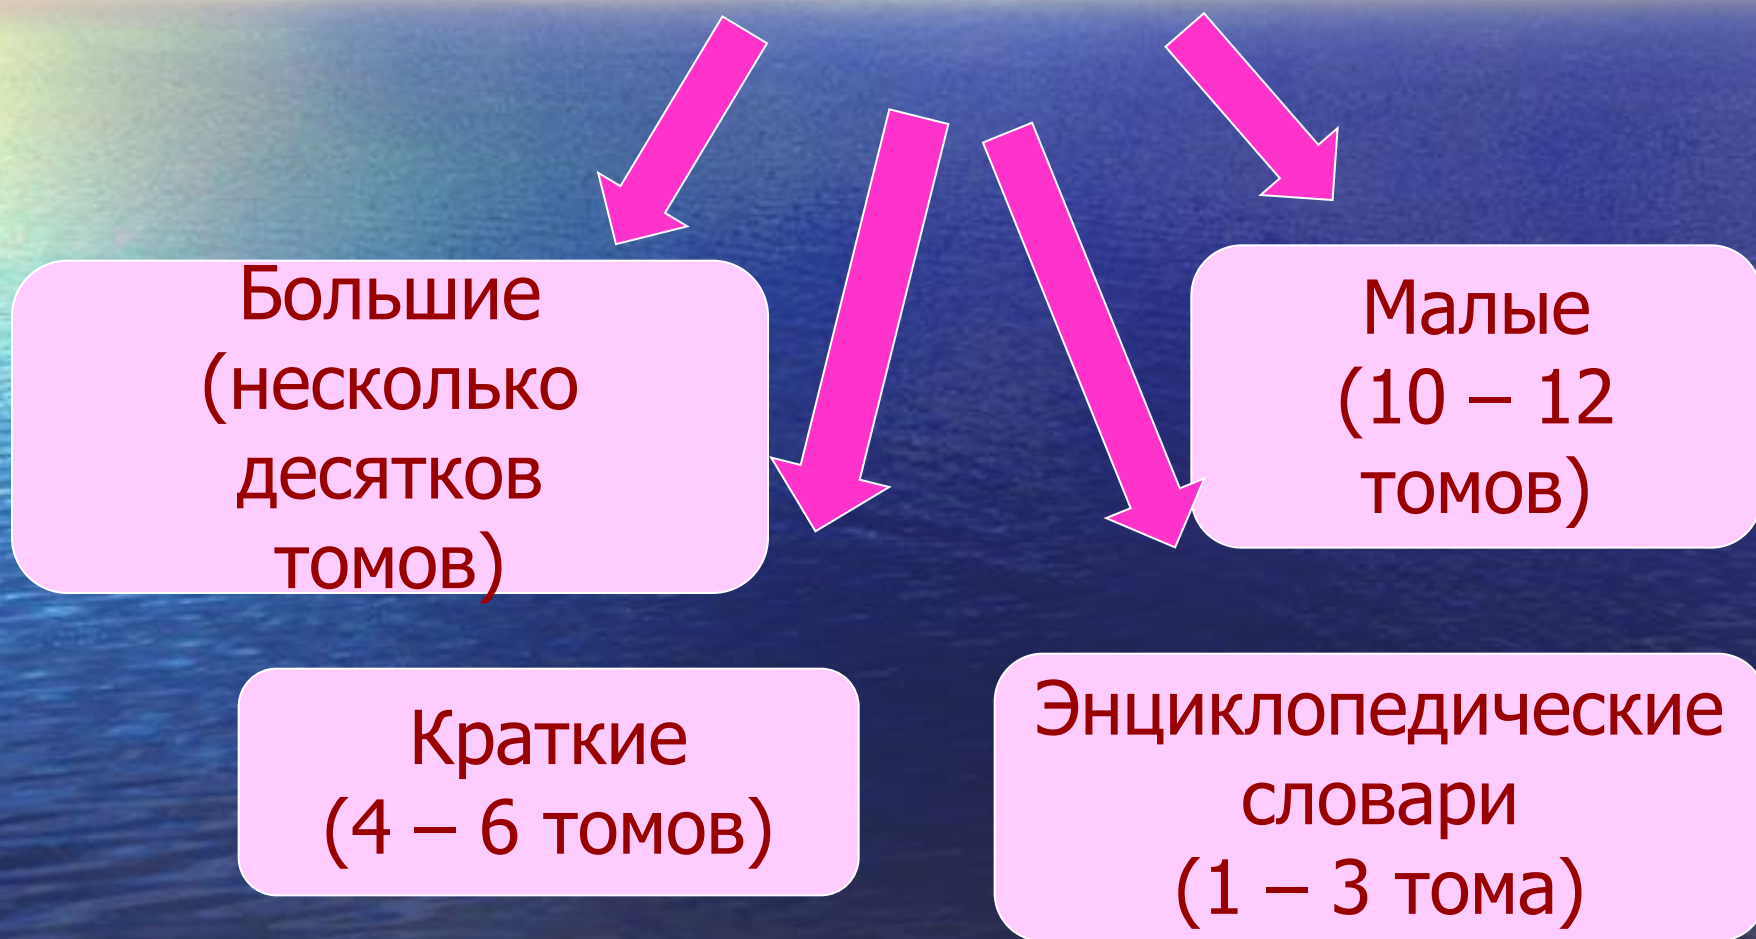 Большие
(несколько
десятков
томов)
Малые
(10 – 12
томов)
Краткие
(4 – 6 томов)
Энциклопедические
словари
(1 – 3 тома)